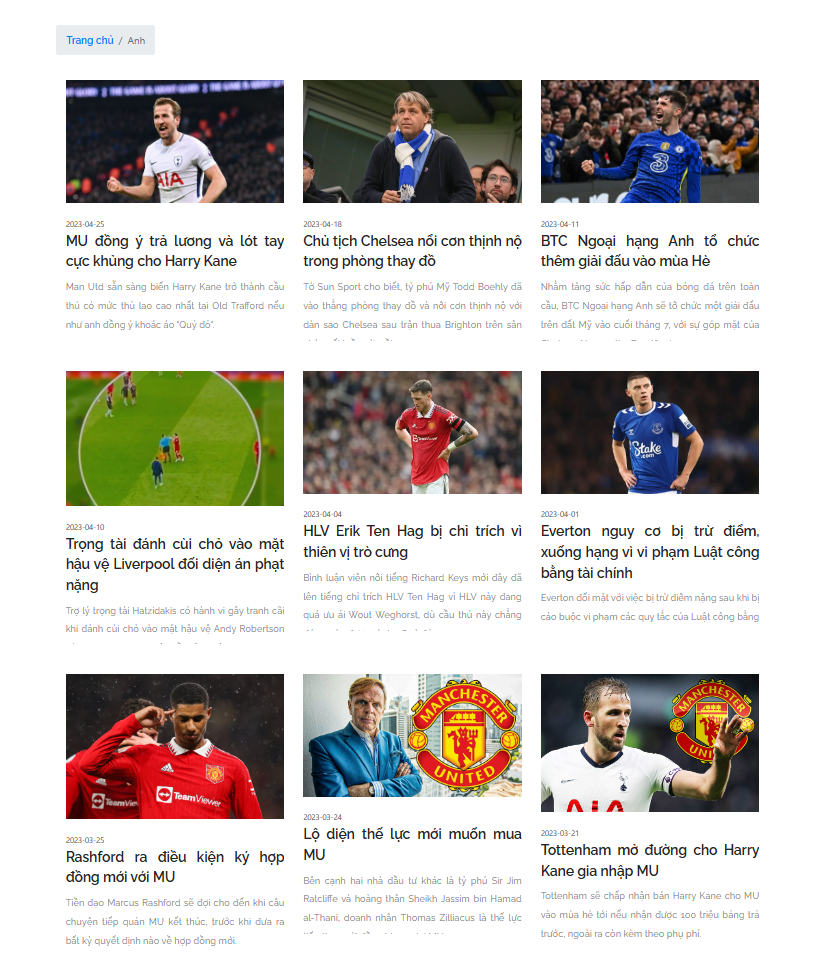 Trang chủ / Anh
2023-04-25
MU đồng ý trả lương và lót tay
cực khủng cho Harry Kane
Man Utd sẵn sàng biến Harry Kane trở thành cầu
thủ có mức thù lao cao nhất tại Old Trafford nếu
như anh đồng ý khoác áo "Quỷ đỏ".
2023-04-18
Chủ tịch Chelsea nổi cơn thịnh nộ
trong phòng thay đồ
Tờ Sun Sport cho biết, tỷ phú Mỹ Todd Boehly đã
vào thẳng phòng thay đồ và nổi cơn thịnh nộ với
dàn sao Chelsea sau trận thua Brighton trên sân
2023-04-11
BTC Ngoại hạng Anh tổ chức
thêm giải đấu vào mùa Hè
Nhằm tăng sức hấp dẫn của bóng đá trên toàn
cầu, BTC Ngoại hạng Anh sẽ tổ chức một giải đấu
trên đất Mỹ vào cuối tháng 7, với sự góp mặt của
AIA
3
2023-04-10
Trọng tài đánh cùi chỏ vào mặt
hậu vệ Liverpool đối diện án phạt
nặng
Trợ lý trọng tài Hatzidakis có hành vi gây tranh cãi
khi đánh cùi chỏ vào mặt hậu vệ Andy Robertson
2023-04-04
HLV Erik Ten Hag bị chỉ trích vì
thiên vị trò cưng
Bình luận viên nổi tiếng Richard Keys mới đây đã
lên tiếng chỉ trích HLV Ten Hag vì HLV này đang
quá ưu ái Wout Weghorst, dù cầu thủ này chẳng
Stake
.com
2023-04-01
Everton nguy cơ bị trừ điểm,
xuống hạng vì vi phạm Luật công
bằng tài chính
Everton đối mặt với việc bị trừ điểm nặng sau khi bị
cáo buộc vi phạm các quy tắc của Luật công bằng
TeamViewer
TeamViewer
2023-03-25
Rashford ra điều kiện ký hợp
đồng mới với MU
Tiền đạo Marcus Rashford sẽ đợi cho đến khi câu
chuyện tiếp quản MU kết thúc, trước khi đưa ra
bất kỳ quyết định nào về hợp đồng mới.
MANCHESTER
UNITED
2023-03-24
Lộ diện thế lực mới muốn mua
MU
Bên cạnh hai nhà đầu tư khác là tỷ phú Sir Jim
Ratcliffe và hoàng thân Sheikh Jassim bin Hamad
al-Thani, doanh nhân Thomas Zilliacus là thế lực
MANCHESTER
UNITED
AIA
2023-03-21
Tottenham mở đường cho Harry
Kane gia nhập MU
Tottenham sẽ chấp nhận bán Harry Kane cho MU
vào mùa hè tới nếu nhận được 100 triệu bảng trả
trước, ngoài ra còn kèm theo phụ phí.